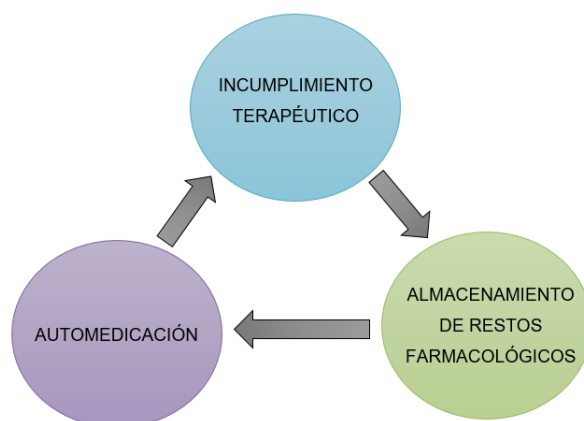 INCUMPLIMIENTO
TERAPÉUTICO
ALMACENAMIENTO
DE RESTOS
FARMACOLÓGICOS
AUTOMEDICACIÓN